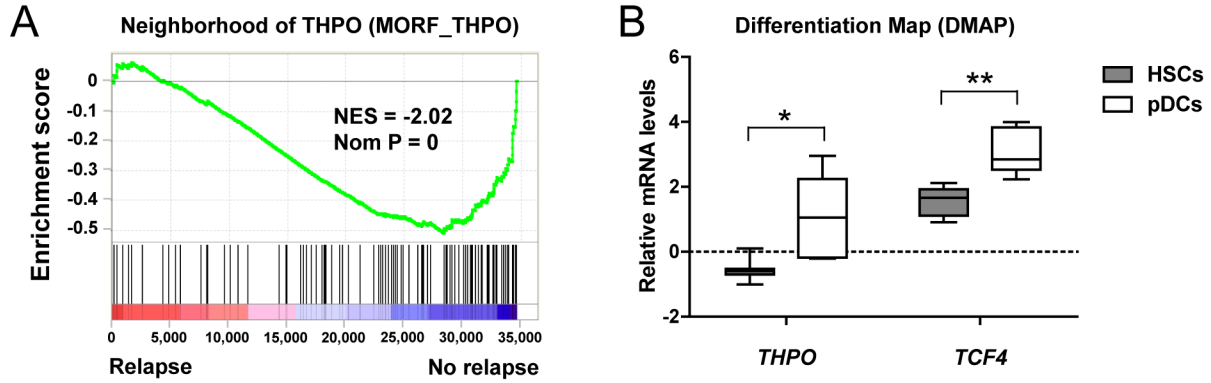 A
Neighborhood of THPO (MORF_THPO)
Enrichment score
0
-0.1
-0.2
-0.3
-0.4
-0.5
NES = -2.02
Nom P = 0
0 5,000 10,000 15,000 20,000 25,000 30,000 35,000
Relapse No relapse
B
Differentiation Map (DMAP)
Relative mRNA levels
6
4
2
0
-2
*
**
THPO TCF4
HSCs
pDCs